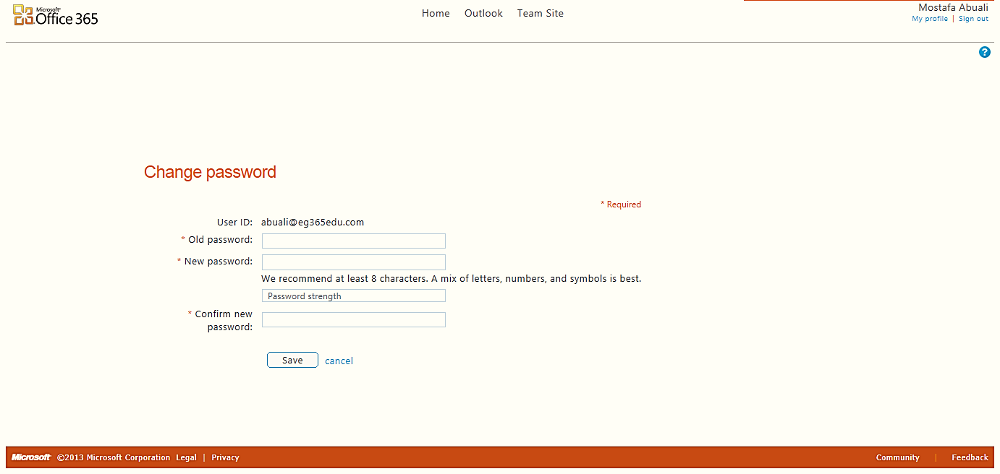 Microsoft®
Office 365
Home Outlook Team Site
Mostafa Abuali
My profile | Sign out
?
Change password
* Required
User ID: abuali@eg365edu.com
* Old password:
* New password:
We recommend at least 8 characters. A mix of letters, numbers, and symbols is best.
Password strength
* Confirm new
password:
Save cancel
Microsoft ©2013 Microsoft Corporation Legal | Privacy Community | Feedback